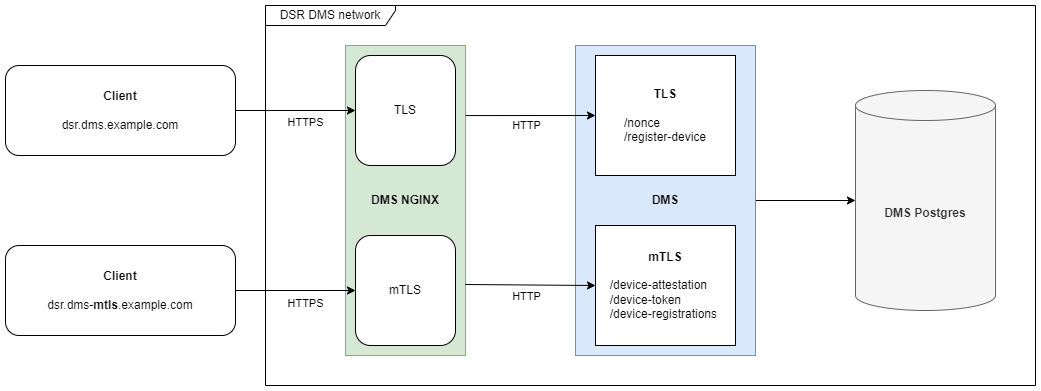 DSR DMS network
Client
dsr.dms.example.com
HTTPS
TLS
HTTP
TLS
/nonce
/register-device
DMS NGINX
DMS
DMS Postgres
Client
dsr.dms-mtls.example.com
HTTPS
mTLS
HTTP
mTLS
/device-attestation
/device-token
/device-registrations